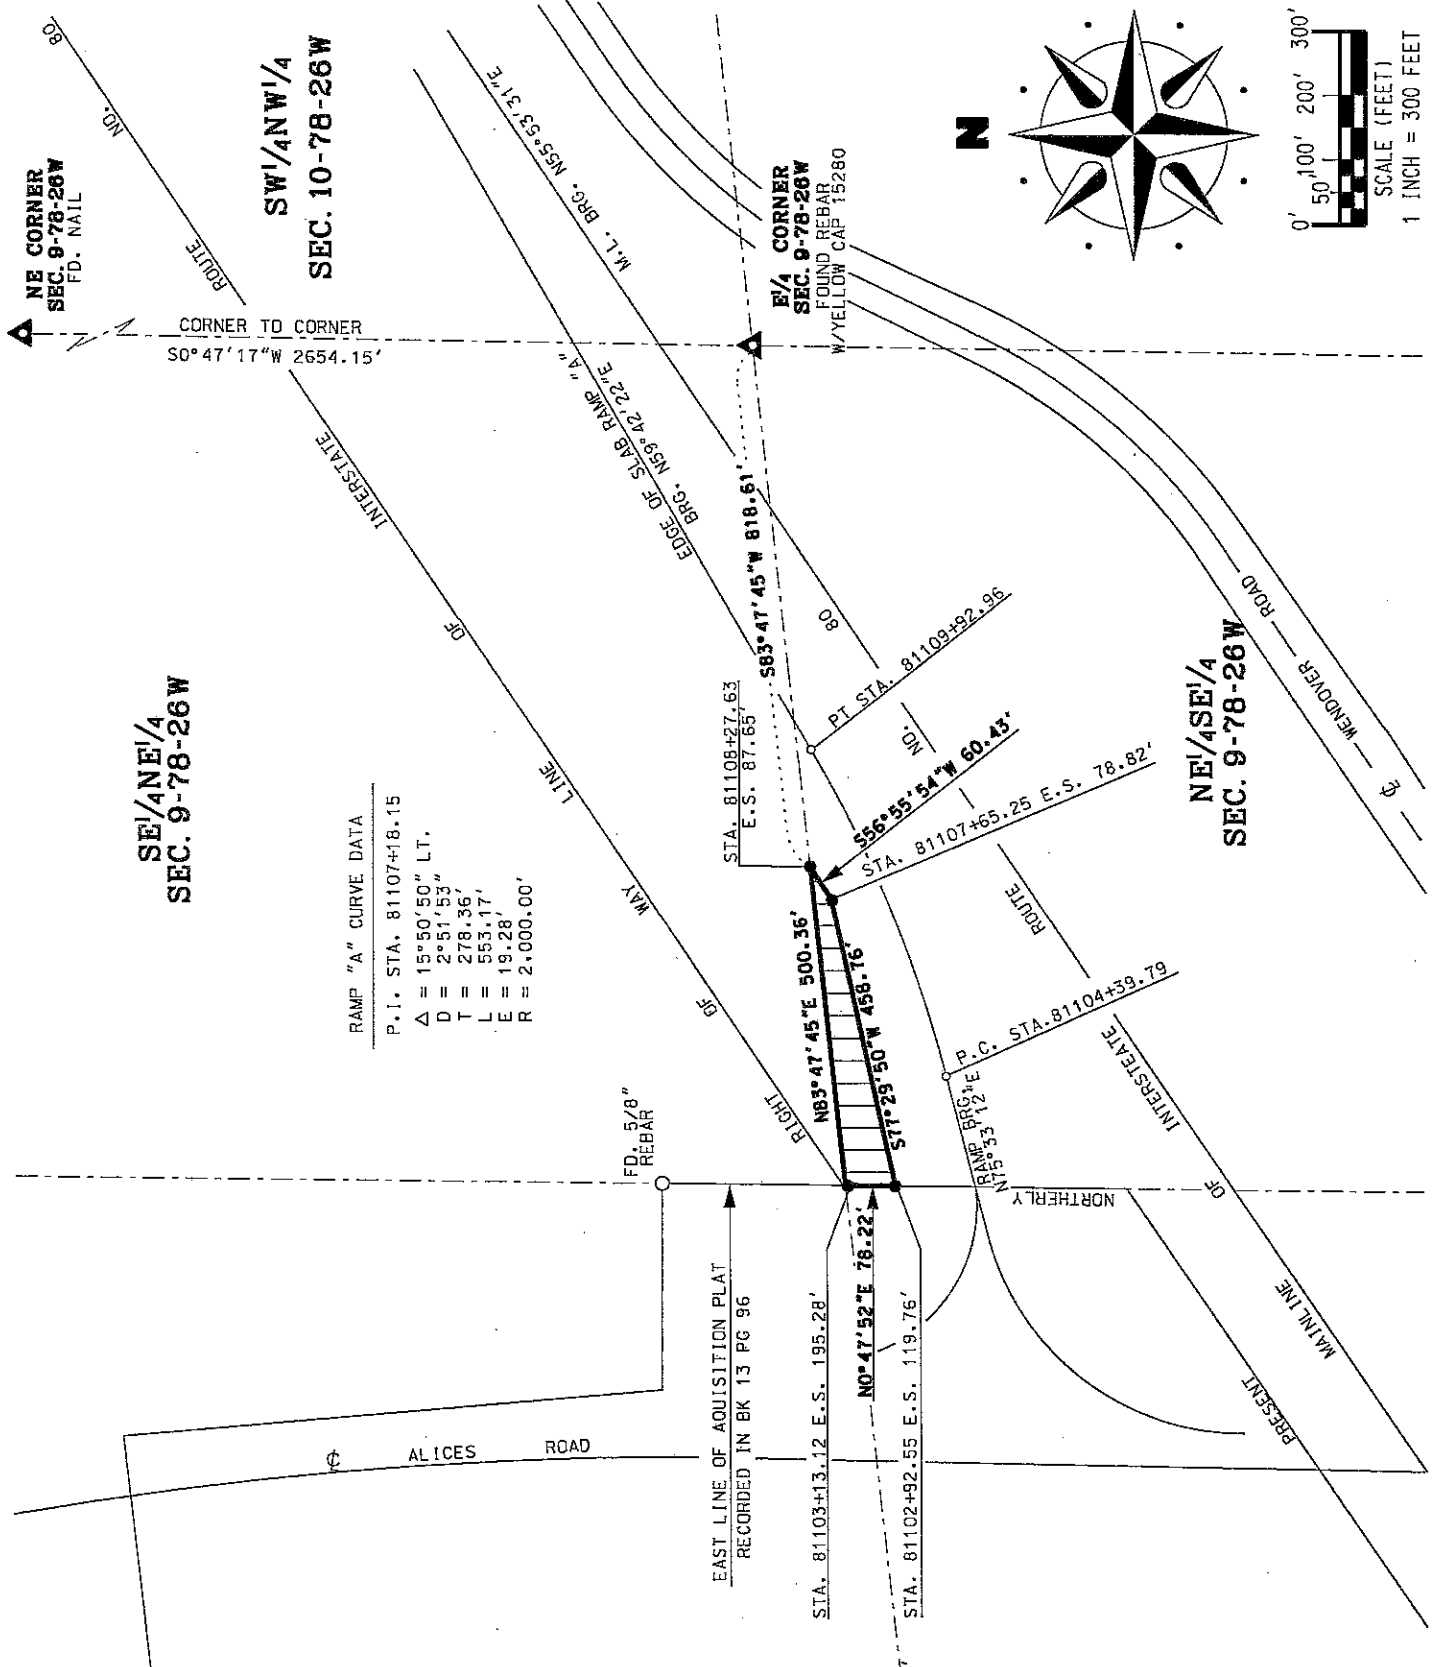 NE CORNER
SEC. 9-78-26W
FD. NAIL
SW¼NW¼
SEC. 10-78-26W
CORNER TO CORNER
S0°47'17"W 2654.15'
RIGHT OF WAY LINE OF INTERSTATE ROUTE NO. 80
M.L. BRG. N55°53'31"E
EDGE OF SLAB RAMP "A"
BRG. N59°42'22"E
E¼ CORNER
SEC. 9-78-26W
FOUND REBAR
W/YELLOW CAP 15280
N
0' 50' 100' 200' 300'
SCALE (FEET)
1 INCH = 300 FEET
SE¼NE¼
SEC. 9-78-26W
RAMP "A" CURVE DATA
P.I. STA. 81107+18.15
Δ = 15°50'50" LT.
D = 2°51'53"
T = 278.36'
L = 553.17'
E = 19.28'
R = 2,000.00'
S83°47'45"W 818.61'
STA. 81108+27.63
E.S. 87.65'
PT STA. 81109+92.96
S56°55'54"W 60.43'
STA. 81107+65.25 E.S. 78.82'
N83°47'45"E 500.36'
S77°29'50"W 458.76'
P.C. STA.81104+39.79
RAMP BRG.
N75°33'12"E
FD. 5/8"
REBAR
EAST LINE OF AQUISITION PLAT
RECORDED IN BK 13 PG 96
STA. 81103+13.12 E.S. 195.28'
N0°47'52"E 78.22'
STA. 81102+92.55 E.S. 119.76'
PRESENT
NORTHERLY
MAINLINE OF INTERSTEATE ROUTE NO. 80
NE¼SE¼
SEC. 9-78-26W
℄ WENDOVER ROAD
℄ ALICES ROAD